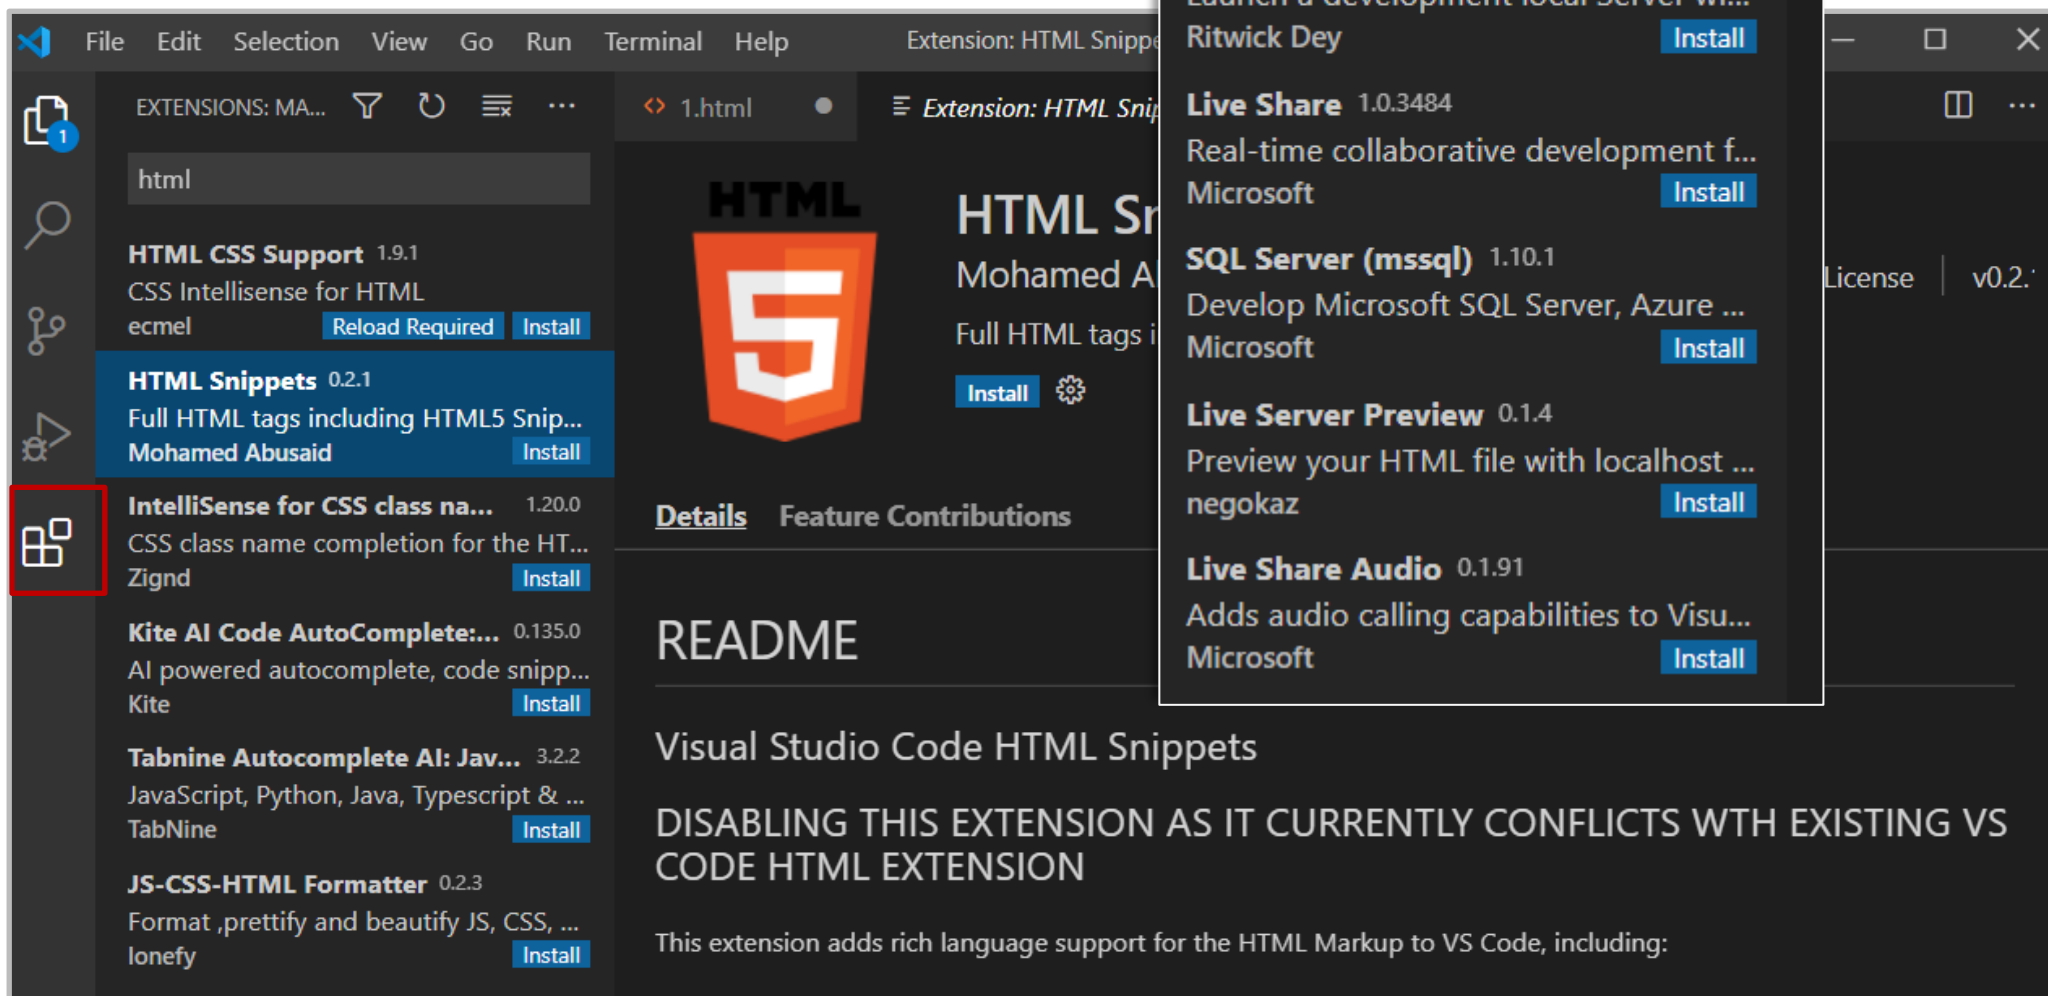 File Edit Selection View Go Run Terminal Help Extension: HTML Snippe
EXTENSIONS: MA... ...
1
html
HTML CSS Support 1.9.1
CSS Intellisense for HTML
ecmel Reload Required Install
HTML Snippets 0.2.1
Full HTML tags including HTML5 Snip...
Mohamed Abusaid Install
IntelliSense for CSS class na... 1.20.0
CSS class name completion for the HT...
Zignd Install
Kite AI Code AutoComplete:... 0.135.0
AI powered autocomplete, code snipp...
Kite Install
Tabnine Autocomplete AI: Jav... 3.2.2
JavaScript, Python, Java, Typescript & ...
TabNine Install
JS-CSS-HTML Formatter 0.2.3
Format ,prettify and beautify JS, CSS, ...
lonefy Install
1.html
Extension: HTML Snip
HTML
5
HTML Sn
Mohamed A
License v0.2.
Full HTML tags i
Install
Details Feature Contributions
README
Visual Studio Code HTML Snippets
DISABLING THIS EXTENSION AS IT CURRENTLY CONFLICTS WTH EXISTING VS
CODE HTML EXTENSION
This extension adds rich language support for the HTML Markup to VS Code, including:
Launch a development local Server wi...
Ritwick Dey Install
Live Share 1.0.3484
Real-time collaborative development f...
Microsoft Install
SQL Server (mssql) 1.10.1
Develop Microsoft SQL Server, Azure ...
Microsoft Install
Live Server Preview 0.1.4
Preview your HTML file with localhost ...
negokaz Install
Live Share Audio 0.1.91
Adds audio calling capabilities to Visu...
Microsoft Install